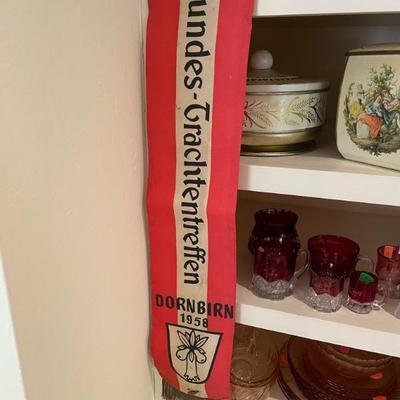 undes-Trachtentreffen
DORNBIRN
1958